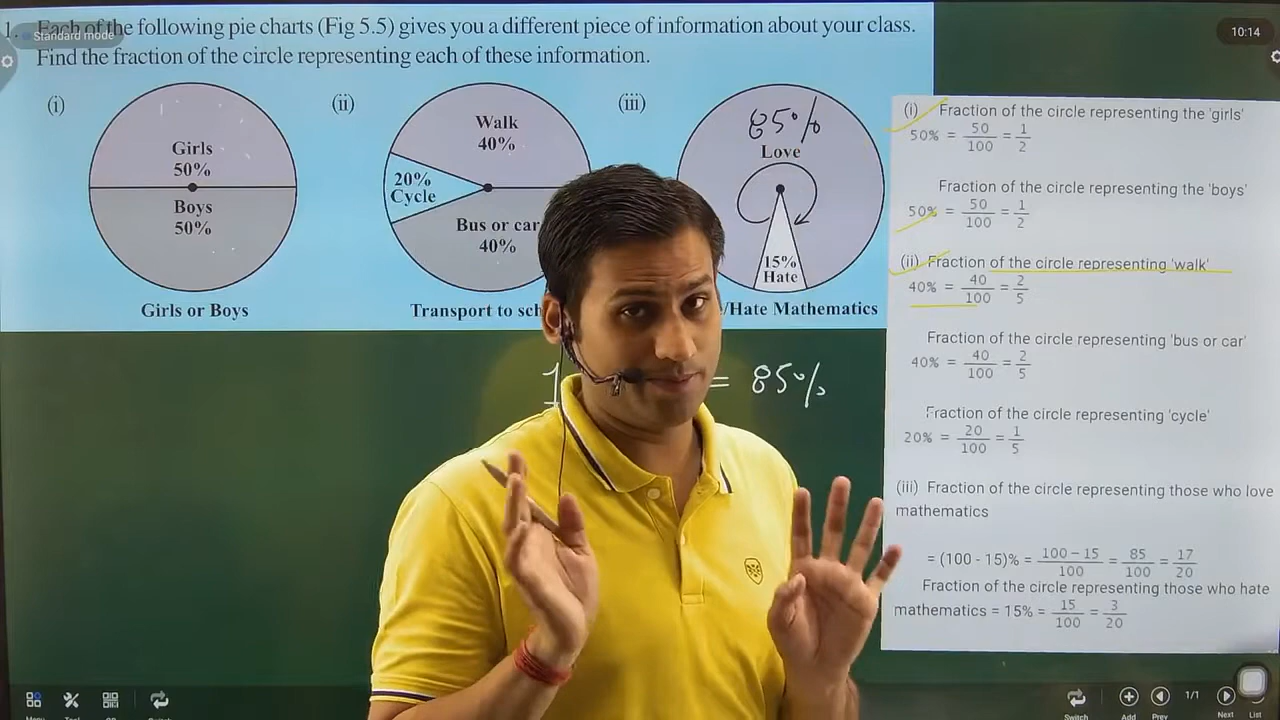 1. Each of the following pie charts (Fig 5.5) gives you a different piece of information about your class.
Find the fraction of the circle representing each of these information.
Standard mode
10:14
(i)
Girls
50%
Boys
50%
Girls or Boys
(ii)
Walk
40%
20%
Cycle
Bus or car
40%
Transport to sch
(iii)
85%
Love
15%
Hate
/Hate Mathematics
1
= 85%
(i) Fraction of the circle representing the 'girls'
50% = 50/100 = 1/2
Fraction of the circle representing the 'boys'
50% = 50/100 = 1/2
(ii) Fraction of the circle representing 'walk'
40% = 40/100 = 2/5
Fraction of the circle representing 'bus or car'
40% = 40/100 = 2/5
Fraction of the circle representing 'cycle'
20% = 20/100 = 1/5
(iii) Fraction of the circle representing those who love
mathematics
= (100 - 15)% = 100 – 15/100 = 85/100 = 17/20
Fraction of the circle representing those who hate
mathematics = 15% = 15/100 = 3/20
Menu
Switch
Add
Prev
1/1
Next
List